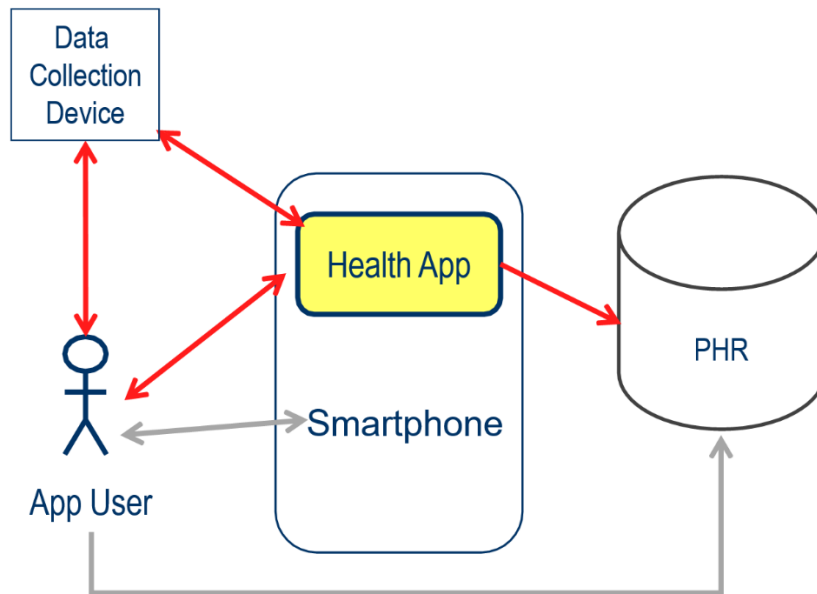 Data
Collection
Device
Health App
PHR
Smartphone
App User